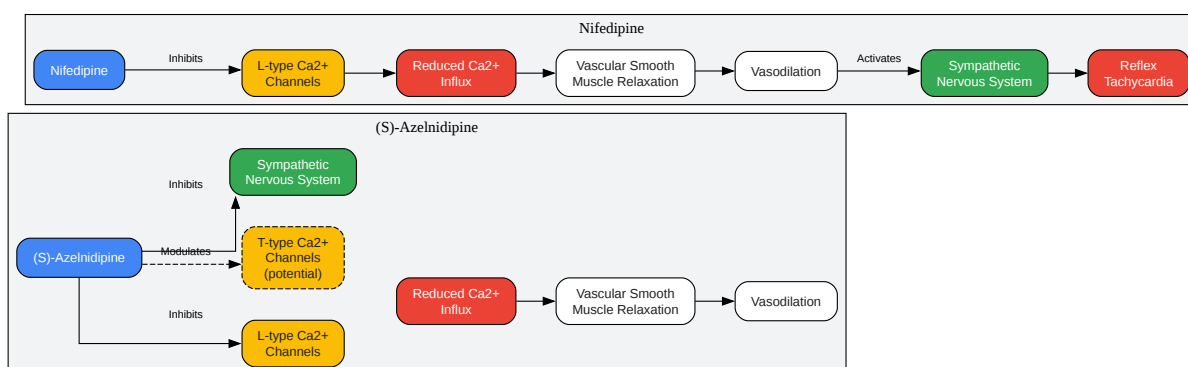 Nifedipine
Nifedipine
Inhibits
L-type Ca2+
Channels
Reduced Ca2+
Influx
Vascular Smooth
Muscle Relaxation
Vasodilation
Activates
Sympathetic
Nervous System
Reflex
Tachycardia
(S)-Azelnidipine
(S)-Azelnidipine
Inhibits
Sympathetic
Nervous System
Modulates
T-type Ca2+
Channels
(potential)
Inhibits
L-type Ca2+
Channels
Reduced Ca2+
Influx
Vascular Smooth
Muscle Relaxation
Vasodilation